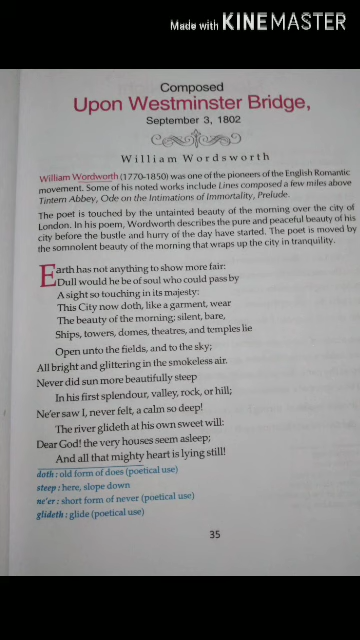 Made with KINEMASTER
Composed
Upon Westminster Bridge,
September 3, 1802
William Wordsworth
William Wordworth (1770-1850) was one of the pioneers of the English Romantic
movement. Some of his noted works include Lines composed a few miles above
Tintern Abbey, Ode on the Intimations of Immortality, Prelude.
The poet is touched by the untainted beauty of the morning over the city of
London. In his poem, Wordworth describes the pure and peaceful beauty of his
city before the bustle and hurry of the day have started. The poet is moved by
the somnolent beauty of the morning that wraps up the city in tranquility.
Earth has not anything to show more fair:
Dull would he be of soul who could pass by
A sight so touching in its majesty:
This City now doth, like a garment, wear
The beauty of the morning; silent, bare,
Ships, towers, domes, theatres, and temples lie
Open unto the fields, and to the sky;
All bright and glittering in the smokeless air.
Never did sun more beautifully steep
In his first splendour, valley, rock, or hill;
Ne'er saw I, never felt, a calm so deep!
The river glideth at his own sweet will:
Dear God! the very houses seem asleep;
And all that mighty heart is lying still!
doth : old form of does (poetical use)
steep : here, slope down
ne'er : short form of never (poetical use)
glideth : glide (poetical use)
35